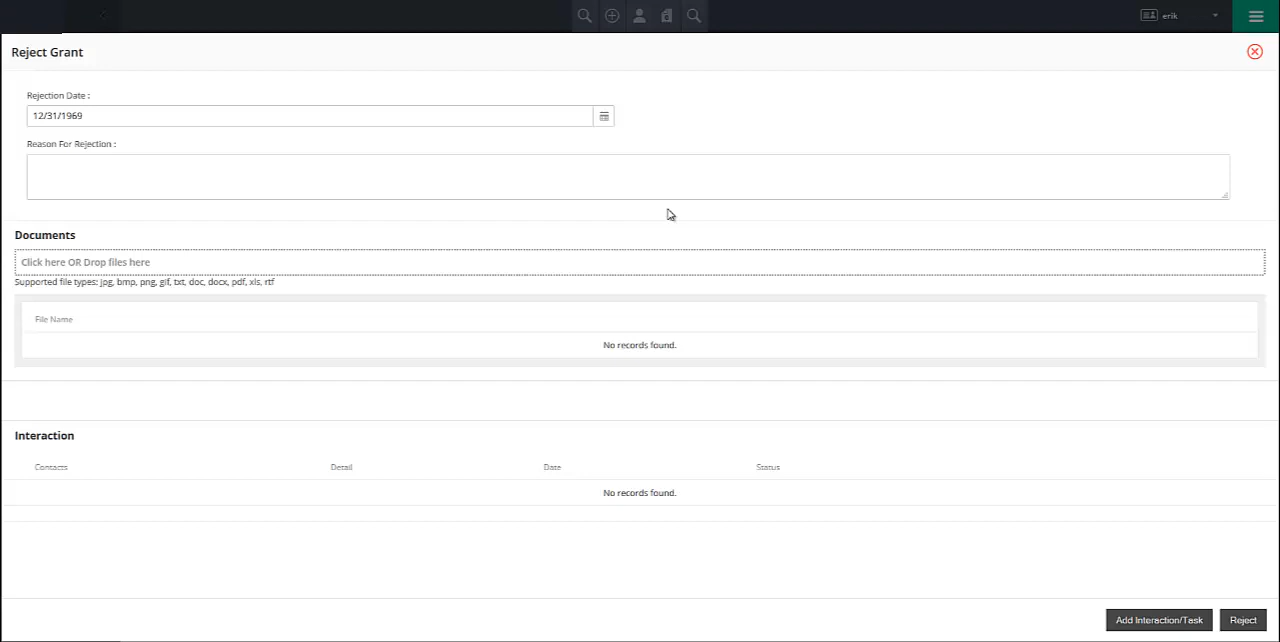 erik
Reject Grant
Rejection Date :
12/31/1969
Reason For Rejection :
Documents
Click here OR Drop files here
Supported file types: jpg, bmp, png, gif, txt, doc, docx, pdf, xls, rtf
File Name
No records found.
Interaction
Contacts Detail Date Status
No records found.
Add Interaction/Task Reject